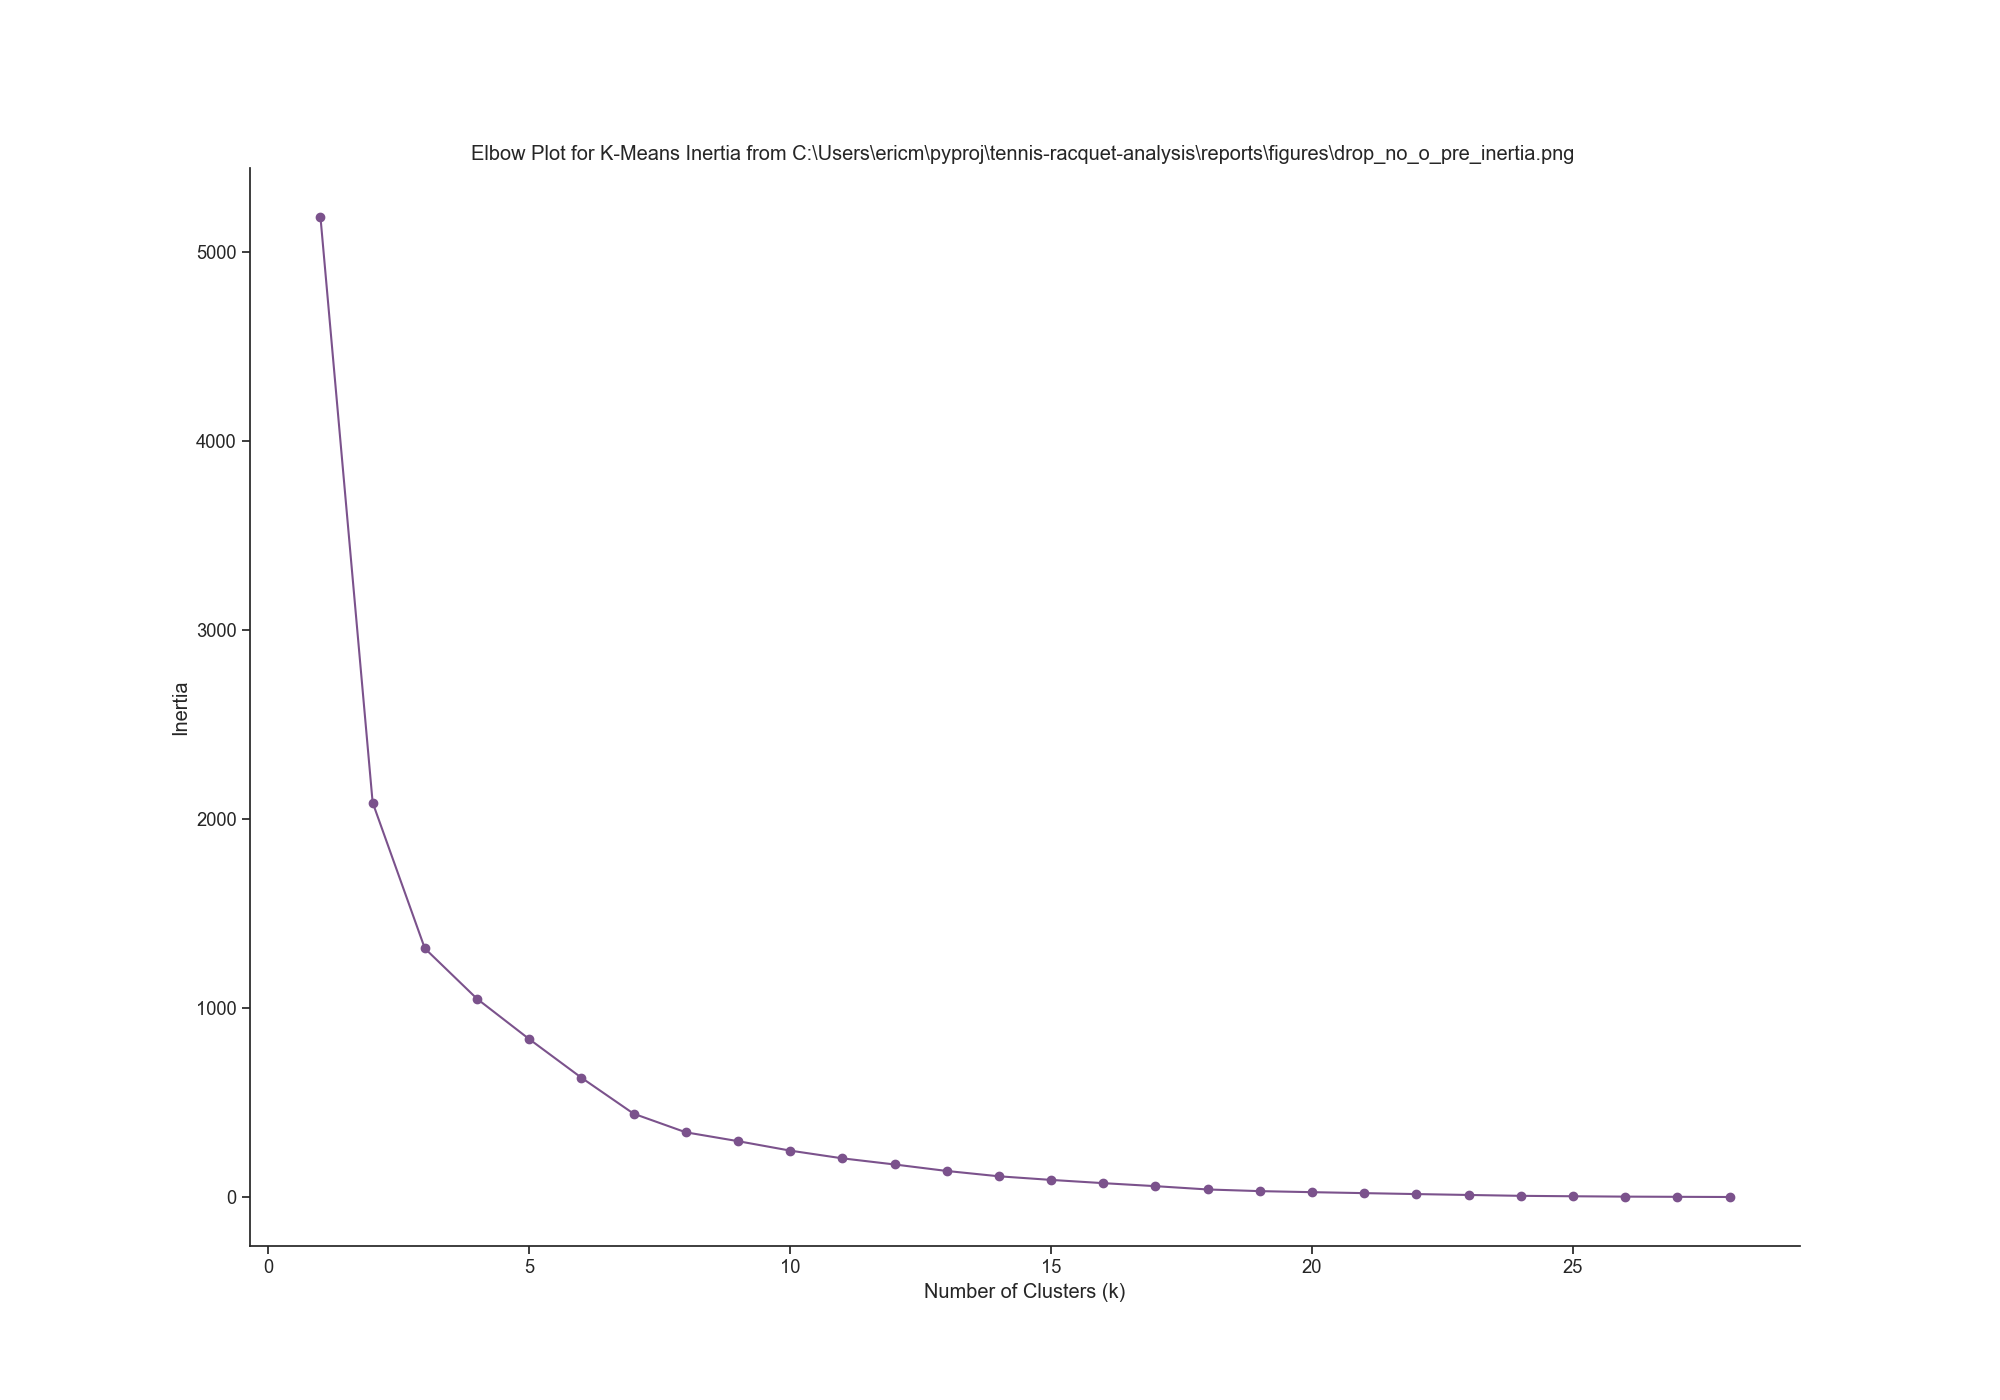 Elbow Plot for K-Means Inertia from C:\Users\ericm\pyproj\tennis-racquet-analysis\reports\figures\drop_no_o_pre_inertia.png
5000
4000
3000
2000
1000
0
Inertia
0 5 10 15 20 25
Number of Clusters (k)